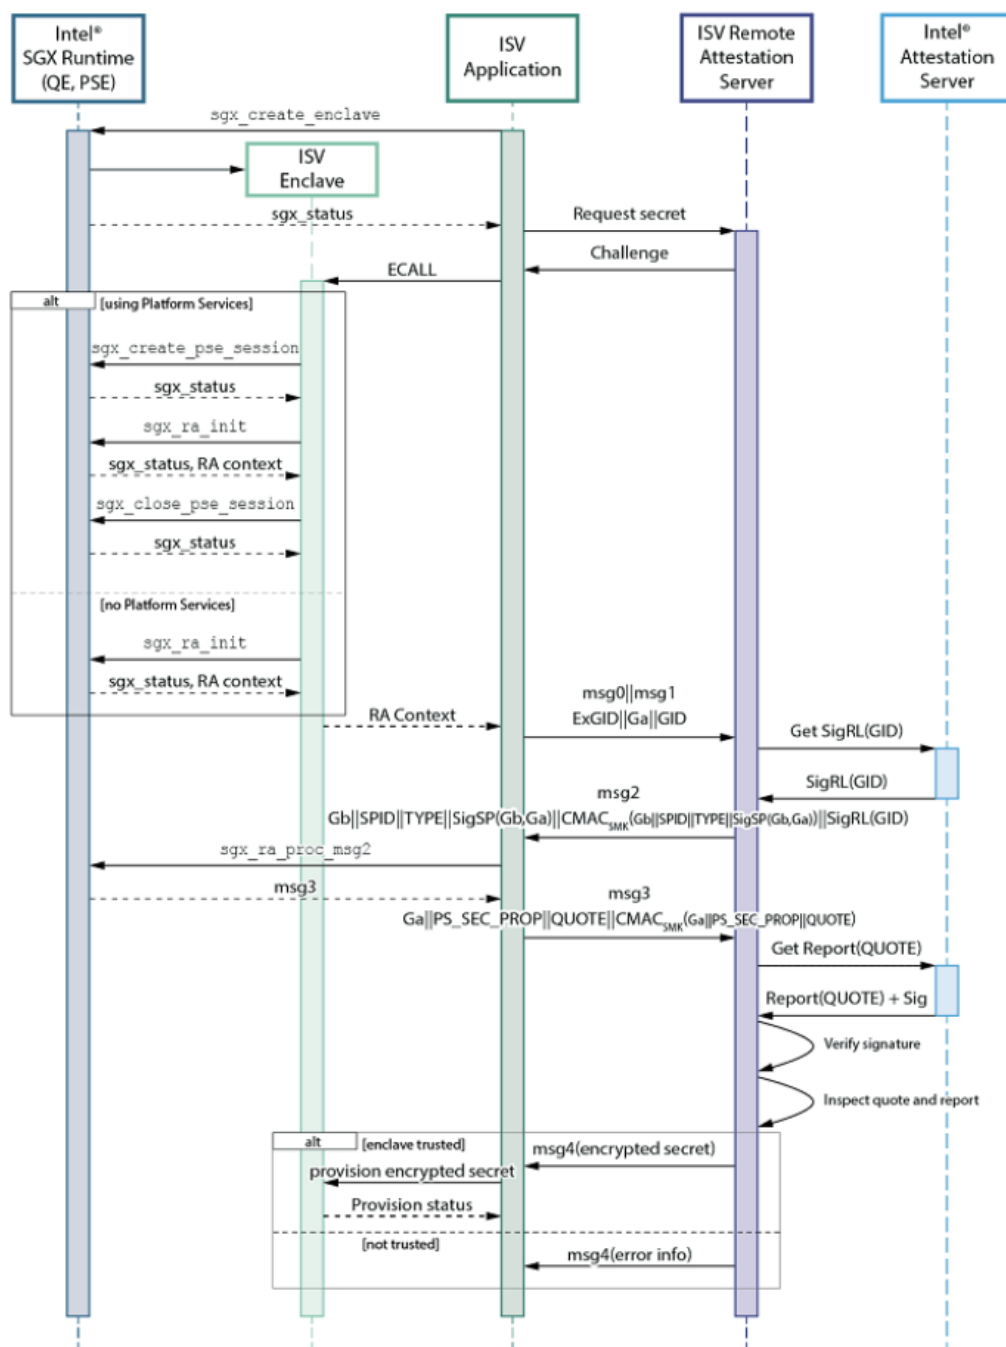 Intel®
SGX Runtime
(QE, PSE)
ISV
Application
ISV Remote
Attestation
Server
Intel®
Attestation
Server
sgx_create_enclave
ISV
Enclave
sgx_status
Request secret
Challenge
ECALL
alt
[using Platform Services]
sgx_create_pse_session
sgx_status
sgx_ra_init
sgx_status, RA context
sgx_close_pse_session
sgx_status
[no Platform Services]
sgx_ra_init
sgx_status, RA context
RA Context
msg0||msg1
ExGID||Ga||GID
Get SigRL(GID)
SigRL(GID)
msg2
Gb||SPID||TYPE||SigSP(Gb,Ga)||CMAC_SMK(Gb||SPID||TYPE||SigSP(Gb,Ga))||SigRL(GID)
sgx_ra_proc_msg2
msg3
msg3
Ga||PS_SEC_PROP||QUOTE||CMAC_SMK(Ga||PS_SEC_PROP||QUOTE)
Get Report(QUOTE)
Report(QUOTE) + Sig
Verify signature
Inspect quote and report
alt
[enclave trusted]
msg4(encrypted secret)
provision encrypted secret
Provision status
[not trusted]
msg4(error info)